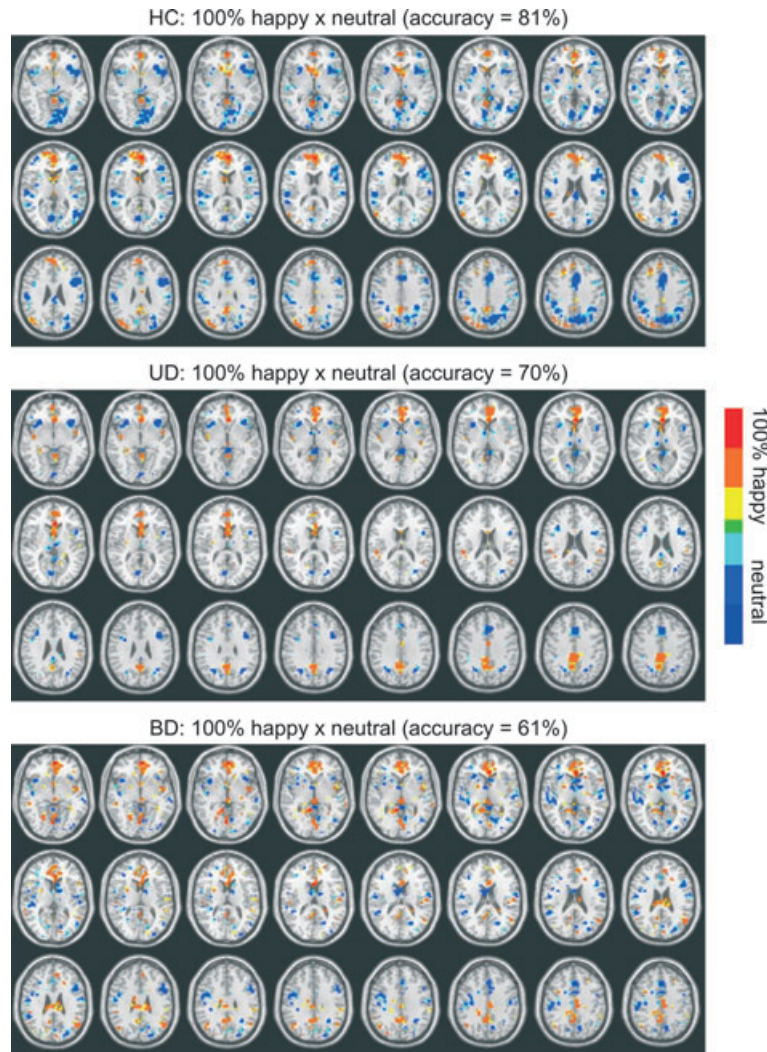 HC: 100% happy x neutral (accuracy = 81%)
UD: 100% happy x neutral (accuracy = 70%)
100% happy
neutral
BD: 100% happy x neutral (accuracy = 61%)